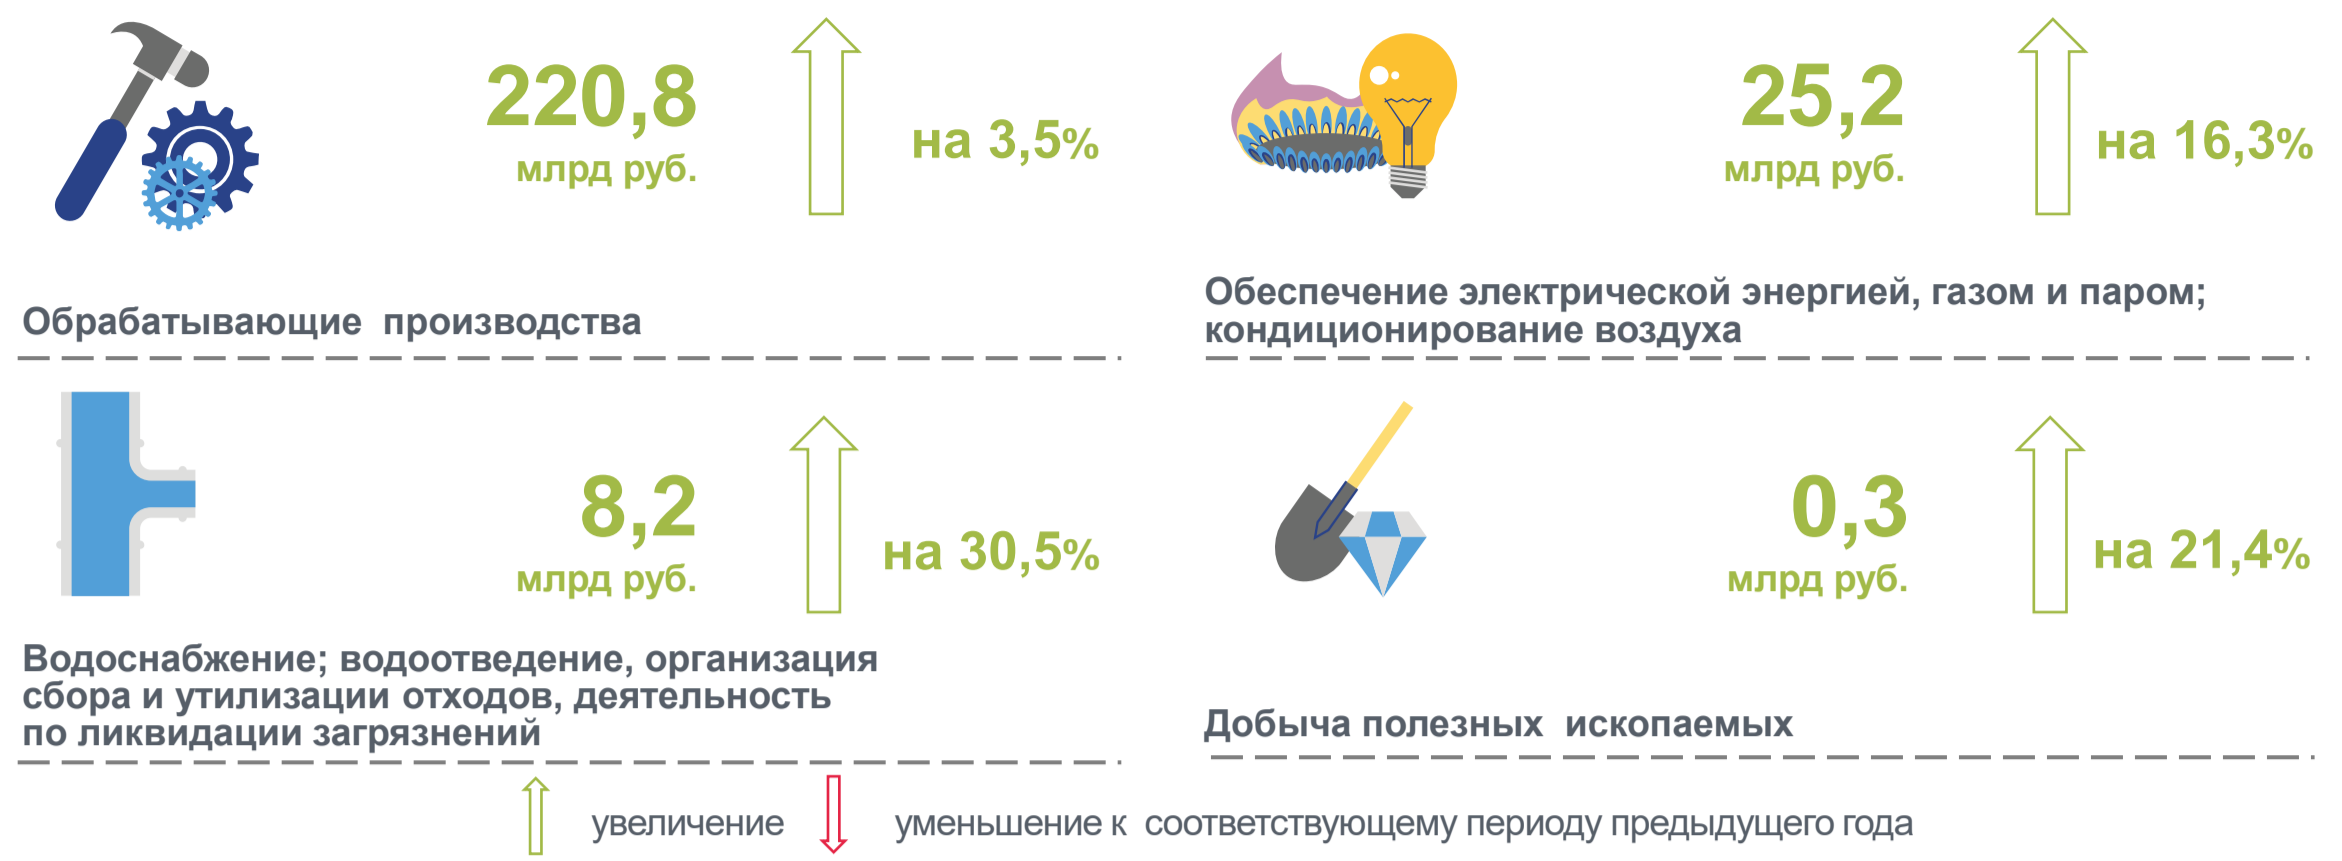 220,8
млрд руб.
на 3,5%
Обрабатывающие производства
25,2
млрд руб.
на 16,3%
Обеспечение электрической энергией, газом и паром;
кондиционирование воздуха
8,2
млрд руб.
на 30,5%
Водоснабжение; водоотведение, организация
сбора и утилизации отходов, деятельность
по ликвидации загрязнений
0,3
млрд руб.
на 21,4%
Добыча полезных ископаемых
увеличение
уменьшение к соответствующему периоду предыдущего года